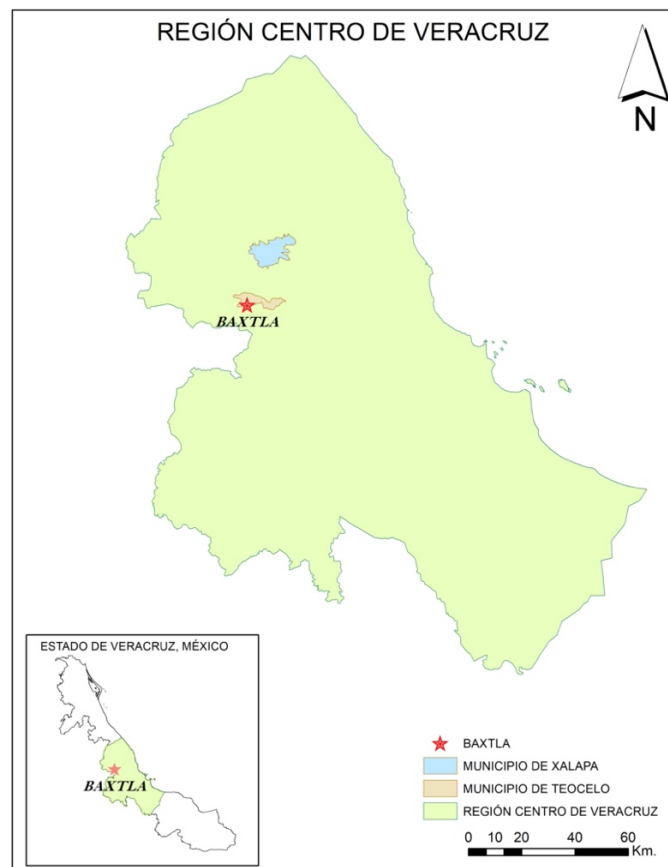 REGIÓN CENTRO DE VERACRUZ
N
BAXTLA
ESTADO DE VERACRUZ, MÉXICO
BAXTLA
BAXTLA
MUNICIPIO DE XALAPA
MUNICIPIO DE TEOCELO
REGIÓN CENTRO DE VERACRUZ
0 10 20 40 60
Km.